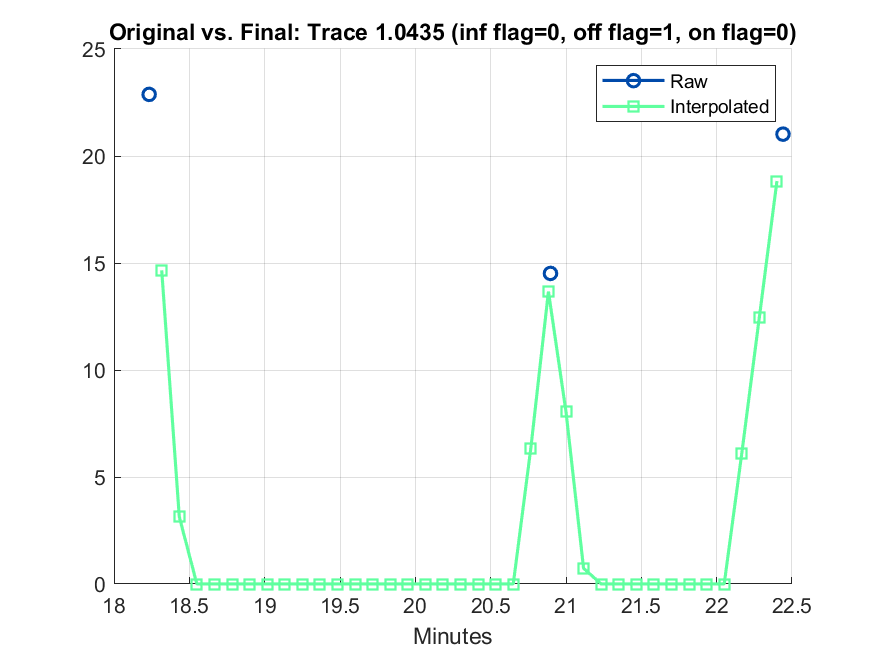 Original vs. Final: Trace 1.0435 (inf flag=0, off flag=1, on flag=0)
25
20
15
10
5
0
Raw
Interpolated
18 18.5 19 19.5 20 20.5 21 21.5 22 22.5
Minutes